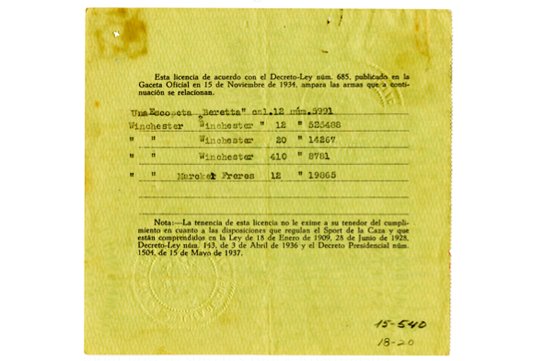 Esta licencia de acuerdo con el Decreto-Ley núm. 685, publicado en la
Gaceta Oficial en 15 de Noviembre de 1934, ampara las armas que a conti-
nuación se relacionan.
Una Escopeta "Beretta" cal.12 núm.5991
Winchester Winchester " 12 " 525488
" " Winchester 20 " 14267
" " Winchester 410 " 8781
" " Marcker Freres 12 " 19865
Nota:—La tenencia de esta licencia no le exime a su tenedor del cumpli-
miento en cuanto a las disposiciones que regulan el Sport de la Caza y que
están comprendidos en la Ley de 18 de Enero de 1909, 28 de Junio de 1928,
Decreto-Ley núm. 143, de 3 de Abril de 1936 y el Decreto Presidencial núm.
1504, de 15 de Mayo de 1937.
15-540
18-20